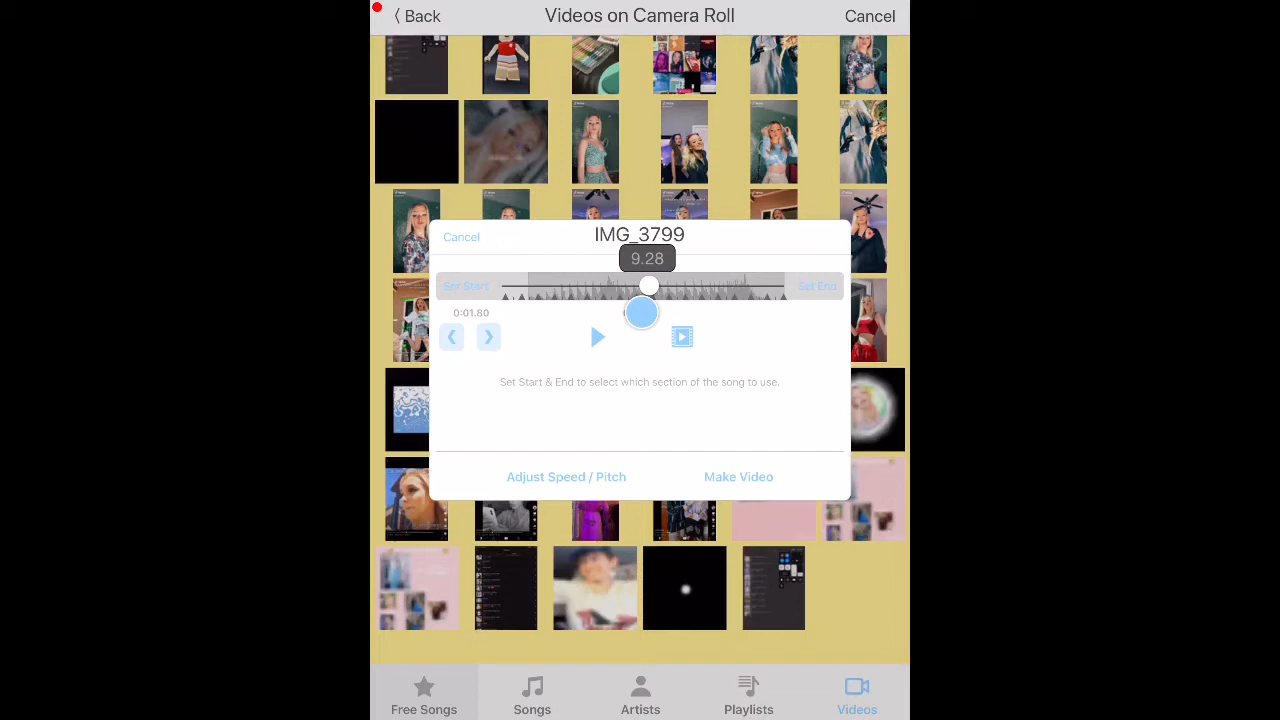 Back
Videos on Camera Roll
Cancel
Cancel
IMG_3799
9.28
Set Start
Set End
0:01.80
Set Start & End to select which section of the song to use.
Adjust Speed / Pitch
Make Video
Free Songs
Songs
Artists
Playlists
Videos